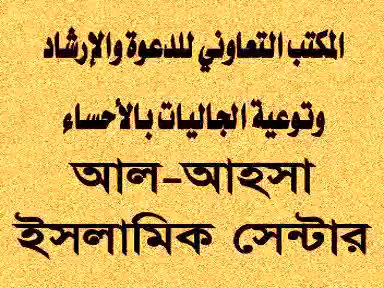 المكتب التعاوني للدعوة والإرشاد
وتوعية الجاليات بالأحساء
আল-আহসা
ইসলামিক সেন্টার